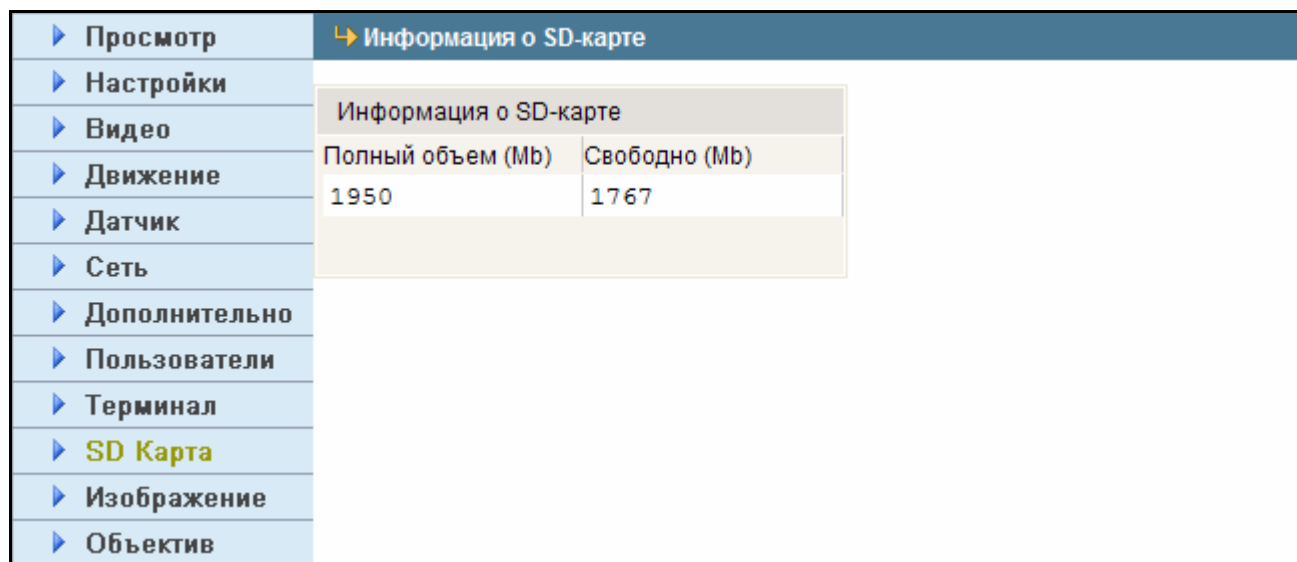 Просмотр
Настройки
Видео
Движение
Датчик
Сеть
Дополнительно
Пользователи
Терминал
SD Карта
Изображение
Объектив
Информация о SD-карте
Информация о SD-карте
Полный объем (Mb) Свободно (Mb)
1950 1767